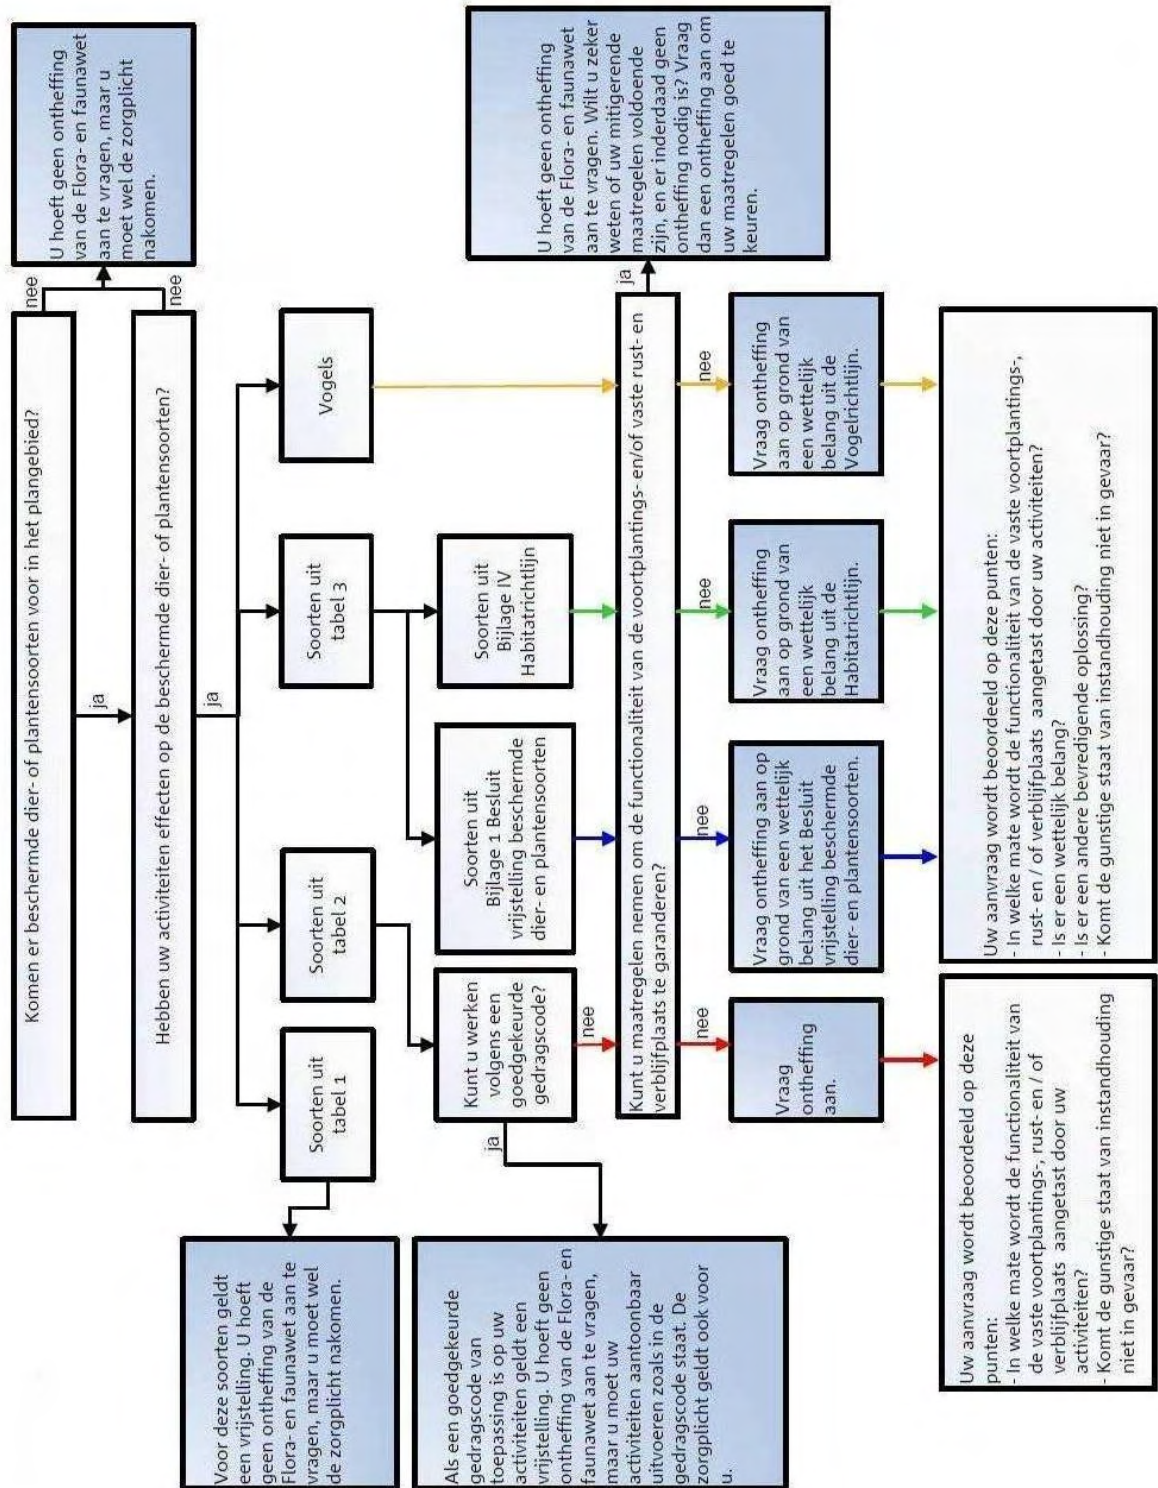 Komen er beschermde dier- of plantensoorten voor in het plangebied?
nee
U hoeft geen ontheffing
van de Flora- en faunawet
aan te vragen, maar u
moet wel de zorgplicht
nakomen.
ja
Hebben uw activiteiten effecten op de beschermde dier- of plantensoorten?
nee
ja
Soorten uit
tabel 1
Soorten uit
tabel 2
Soorten uit
tabel 3
Vogels
Voor deze soorten geldt
een vrijstelling. U hoeft
geen ontheffing van de
Flora- en faunawet aan te
vragen, maar u moet wel
de zorgplicht nakomen.
Kunt u werken
volgens een
goedgekeurde
gedragscode?
Soorten uit
Bijlage 1 Besluit
vrijstelling beschermde
dier- en plantsoorten
Soorten uit
Bijlage IV
Habitatrichtlijn
ja
nee
Als een goedgekeurde
gedragscode van
toepassing is op uw
activiteiten geldt een
vrijstelling. U hoeft geen
ontheffing van de Flora- en
faunawet aan te vragen,
maar u moet uw
activiteiten aantoonbaar
uitvoeren zoals in de
gedragscode staat. De
zorgplicht geldt ook voor
u.
Kunt u maatregelen nemen om de functionaliteit van de voortplantings- en/of vaste rust- en
verblijfplaats te garanderen?
ja
U hoeft geen ontheffing
van de Flora- en faunawet
aan te vragen. Wilt u zeker
weten of uw mitigerende
maatregelen voldoende
zijn, en er inderdaad geen
ontheffing nodig is? Vraag
dan een ontheffing aan om
uw maatregelen goed te
keuren.
nee
nee
nee
nee
Vraag
ontheffing
aan.
Vraag ontheffing aan op
grond van een wettelijk
belang uit het Besluit
vrijstelling beschermde
dier- en plantsoorten.
Vraag ontheffing
aan op grond van
een wettelijk
belang uit de
Habitatrichtlijn.
Vraag ontheffing
aan op grond van
een wettelijk
belang uit de
Vogelrichtlijn.
Uw aanvraag wordt beoordeeld op deze
punten:
- In welke mate wordt de functionaliteit van
de vaste voortplantings-, rust- en / of
verblijfplaats aangetast door uw
activiteiten?
- Komt de gunstige staat van instandhouding
niet in gevaar?
Uw aanvraag wordt beoordeeld op deze punten:
- In welke mate wordt de functionaliteit van de vaste voortplantings-,
rust- en / of verblijfplaats aangetast door uw activiteiten?
- Is er een wettelijk belang?
- Is er een andere bevredigende oplossing?
- Komt de gunstige staat van instandhouding niet in gevaar?